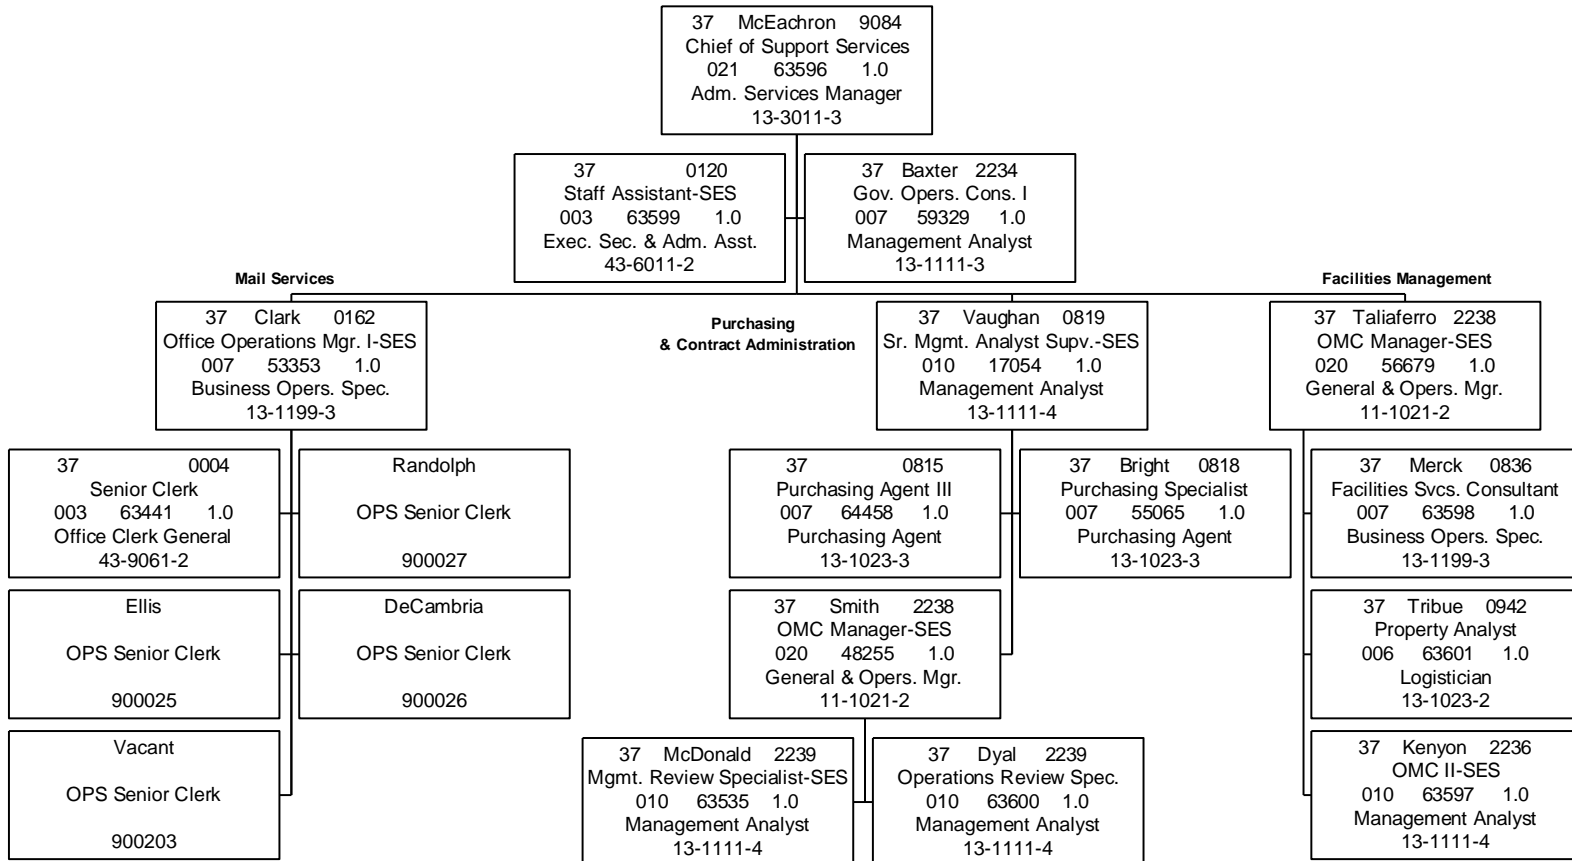 37 McEachron 9084
Chief of Support Services
021 63596 1.0
Adm. Services Manager
13-3011-3
37 0120
Staff Assistant-SES
003 63599 1.0
Exec. Sec. & Adm. Asst.
43-6011-2
37 Baxter 2234
Gov. Opers. Cons. I
007 59329 1.0
Management Analyst
13-1111-3
Mail Services
37 Clark 0162
Office Operations Mgr. I-SES
007 53353 1.0
Business Opers. Spec.
13-1199-3
37 0004
Senior Clerk
003 63441 1.0
Office Clerk General
43-9061-2
Randolph
OPS Senior Clerk
900027
Ellis
OPS Senior Clerk
900025
DeCambria
OPS Senior Clerk
900026
Vacant
OPS Senior Clerk
900203
Purchasing
& Contract Administration
37 Vaughan 0819
Sr. Mgmt. Analyst Supv.-SES
010 17054 1.0
Management Analyst
13-1111-4
37 0815
Purchasing Agent III
007 64458 1.0
Purchasing Agent
13-1023-3
37 Bright 0818
Purchasing Specialist
007 55065 1.0
Purchasing Agent
13-1023-3
37 Smith 2238
OMC Manager-SES
020 48255 1.0
General & Opers. Mgr.
11-1021-2
37 McDonald 2239
Mgmt. Review Specialist-SES
010 63535 1.0
Management Analyst
13-1111-4
37 Dyal 2239
Operations Review Spec.
010 63600 1.0
Management Analyst
13-1111-4
Facilities Management
37 Taliaferro 2238
OMC Manager-SES
020 56679 1.0
General & Opers. Mgr.
11-1021-2
37 Merck 0836
Facilities Svcs. Consultant
007 63598 1.0
Business Opers. Spec.
13-1199-3
37 Tribue 0942
Property Analyst
006 63601 1.0
Logistician
13-1023-2
37 Kenyon 2236
OMC II-SES
010 63597 1.0
Management Analyst
13-1111-4